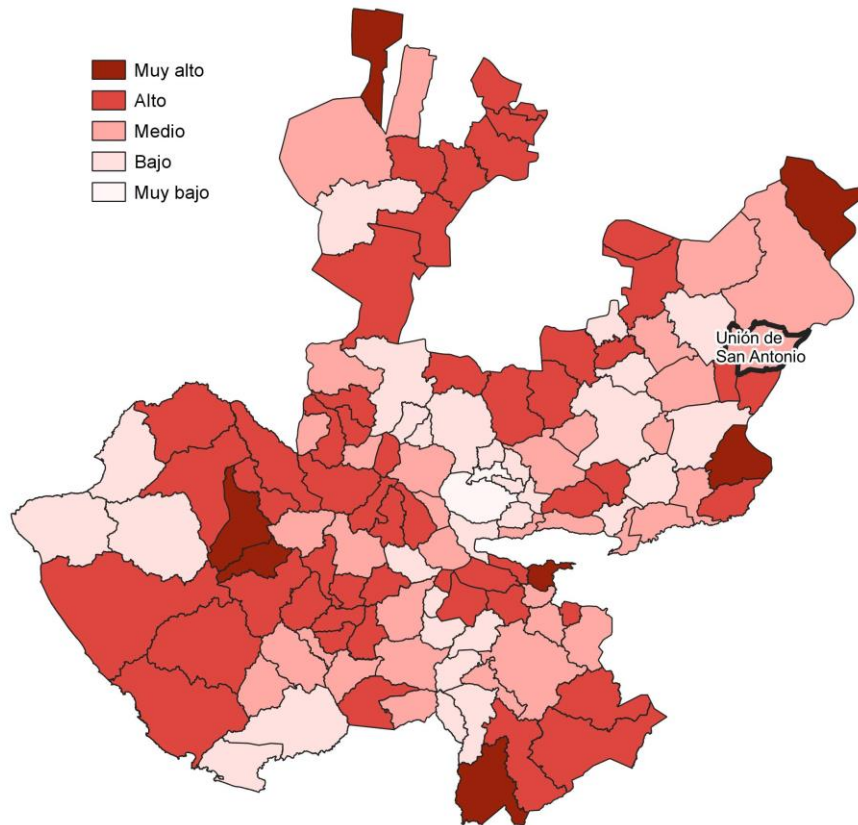 Muy alto
Alto
Medio
Bajo
Muy bajo
Unión de
San Antonio